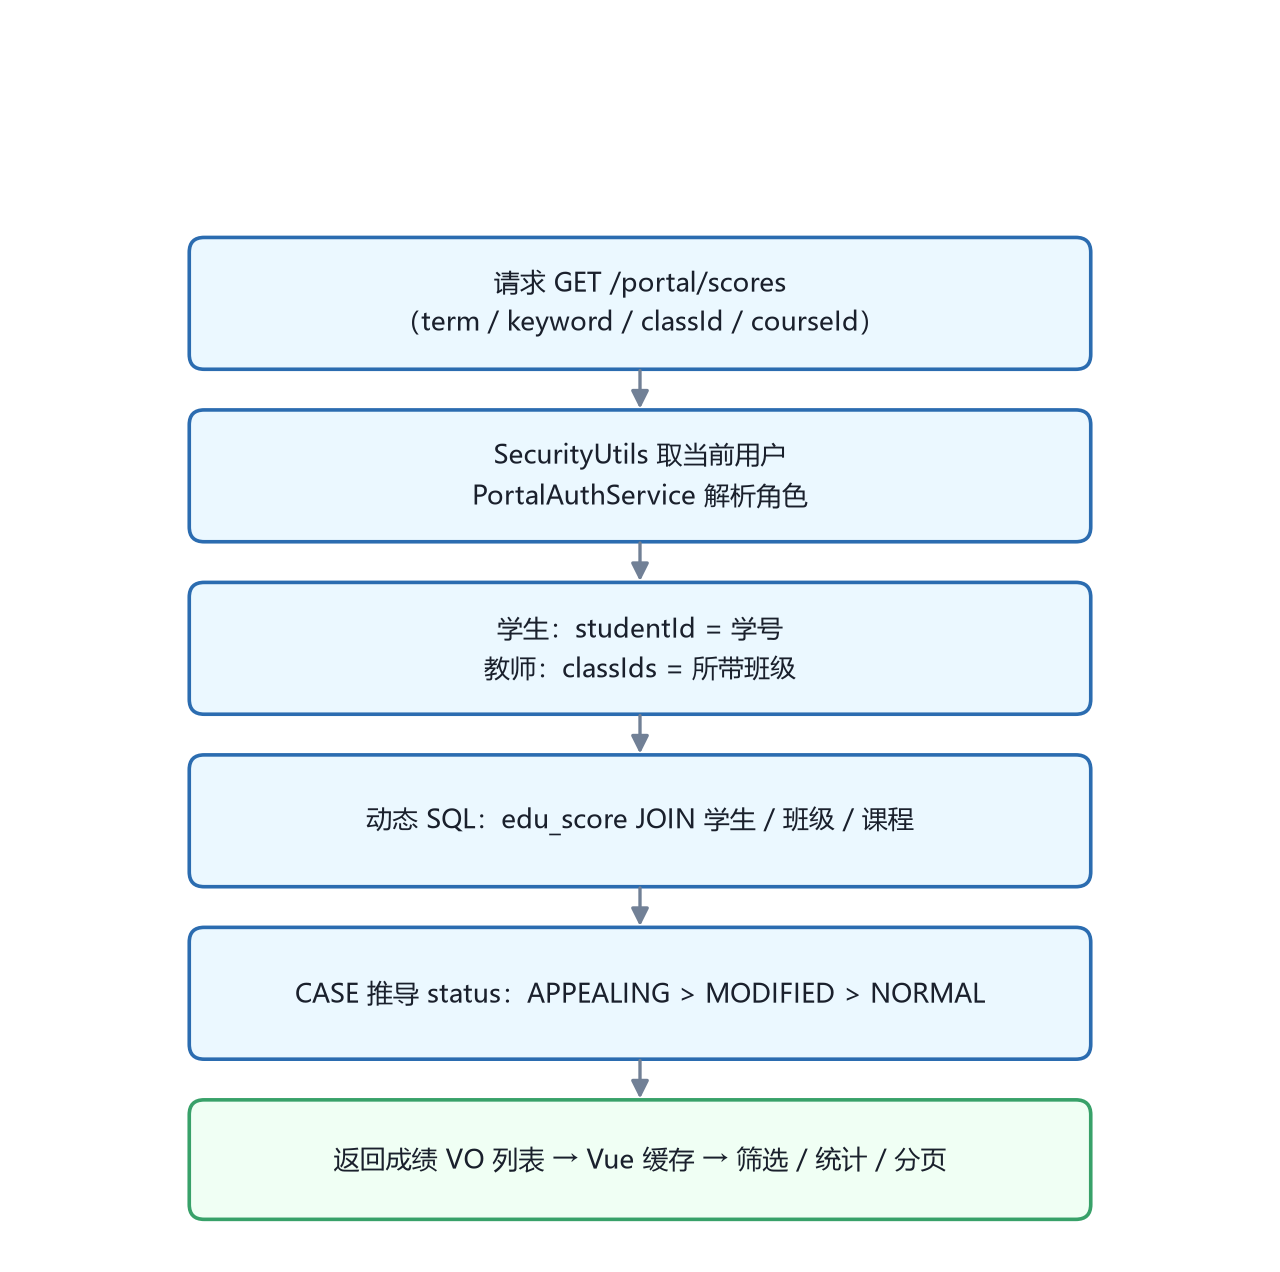 请求 GET /portal/scores
（term / keyword / classId / courseId）
SecurityUtils 取当前用户
PortalAuthService 解析角色
学生：studentId = 学号
教师：classIds = 所带班级
动态 SQL：edu_score JOIN 学生 / 班级 / 课程
CASE 推导 status：APPEALING > MODIFIED > NORMAL
返回成绩 VO 列表 → Vue 缓存 → 筛选 / 统计 / 分页